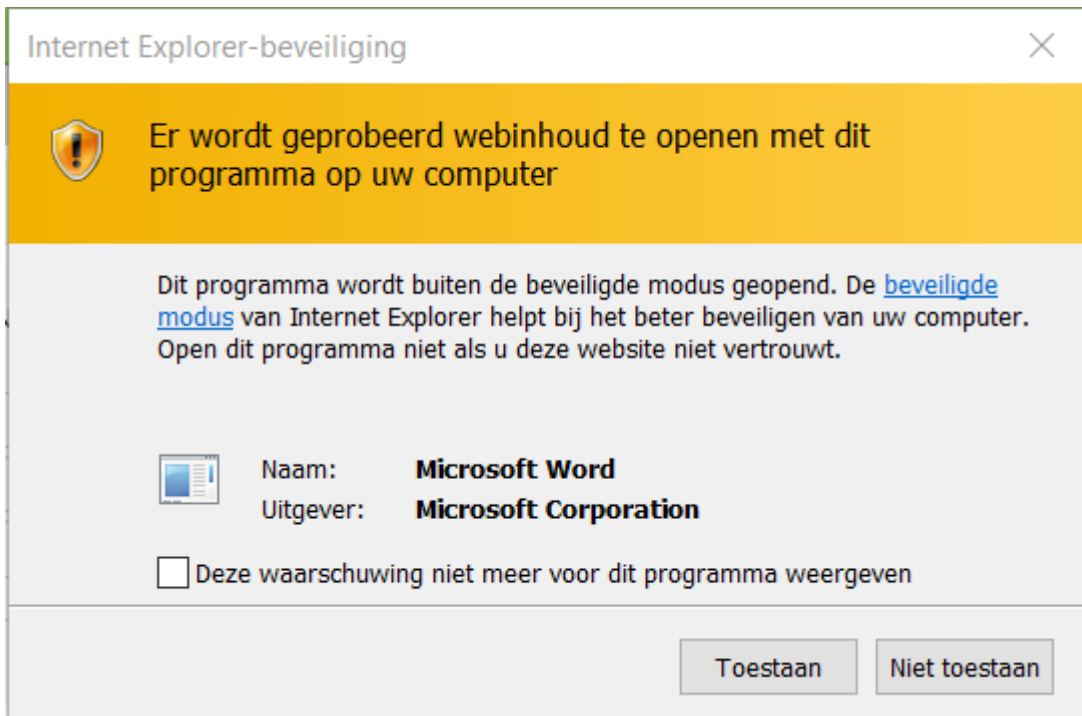 Internet Explorer-beveiliging
Er wordt geprobeerd webinhoud te openen met dit
programma op uw computer
Dit programma wordt buiten de beveiligde modus geopend. De beveiligde
modus van Internet Explorer helpt bij het beter beveiligen van uw computer.
Open dit programma niet als u deze website niet vertrouwt.
Naam: Microsoft Word
Uitgever: Microsoft Corporation
Deze waarschuwing niet meer voor dit programma weergeven
Toestaan Niet toestaan